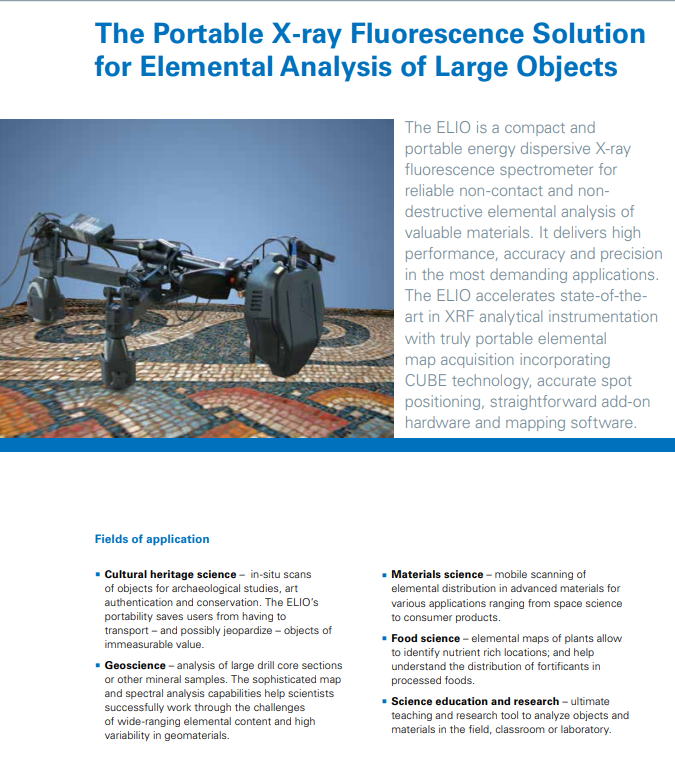 The Portable X-ray Fluorescence Solution
for Elemental Analysis of Large Objects
The ELIO is a compact and
portable energy dispersive X-ray
fluorescence spectrometer for
reliable non-contact and non-
destructive elemental analysis of
valuable materials. It delivers high
performance, accuracy and precision
in the most demanding applications.
The ELIO accelerates state-of-the-
art in XRF analytical instrumentation
with truly portable elemental
map acquisition incorporating
CUBE technology, accurate spot
positioning, straightforward add-on
hardware and mapping software.
Fields of application
▪ Cultural heritage science – in-situ scans
of objects for archaeological studies, art
authentication and conservation. The ELIO's
portability saves users from having to
transport – and possibly jeopardize – objects of
immeasurable value.
▪ Geoscience – analysis of large drill core sections
or other mineral samples. The sophisticated map
and spectral analysis capabilities help scientists
successfully work through the challenges
of wide-ranging elemental content and high
variability in geomaterials.
▪ Materials science – mobile scanning of
elemental distribution in advanced materials for
various applications ranging from space science
to consumer products.
▪ Food science – elemental maps of plants allow
to identify nutrient rich locations; and help
understand the distribution of fortificants in
processed foods.
▪ Science education and research – ultimate
teaching and research tool to analyze objects and
materials in the field, classroom or laboratory.